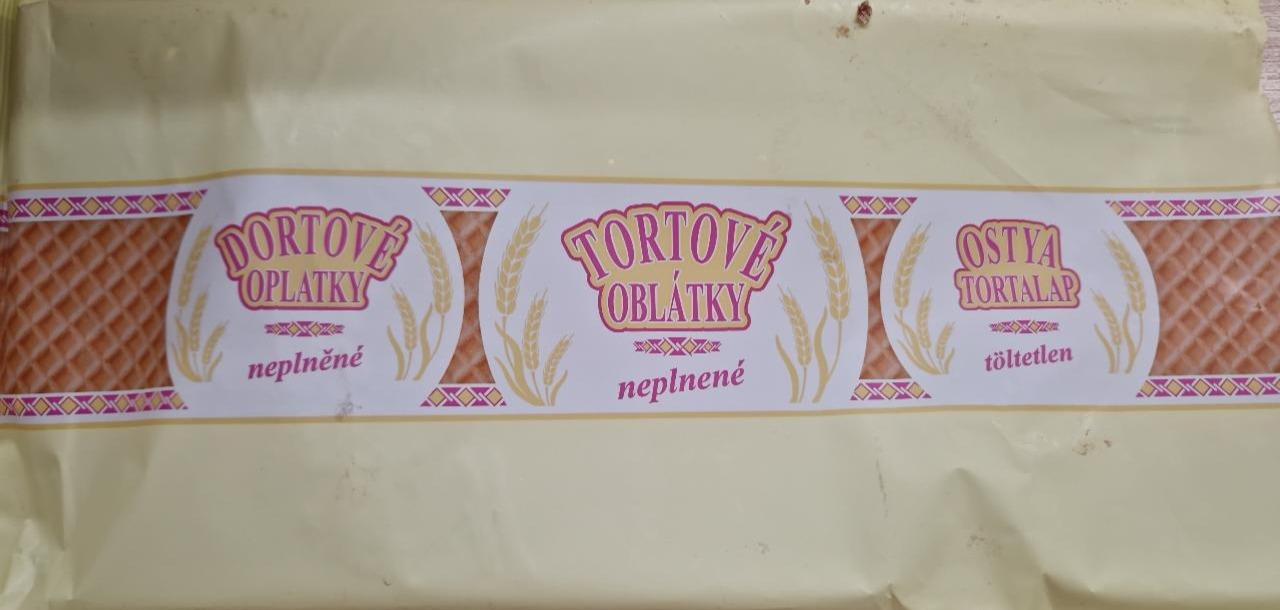 DORTOVÉ
OPLATKY
neplněné
TORTOVÉ
OBLÁTKY
neplnené
OSTYA
TORTALAP
töltetlen